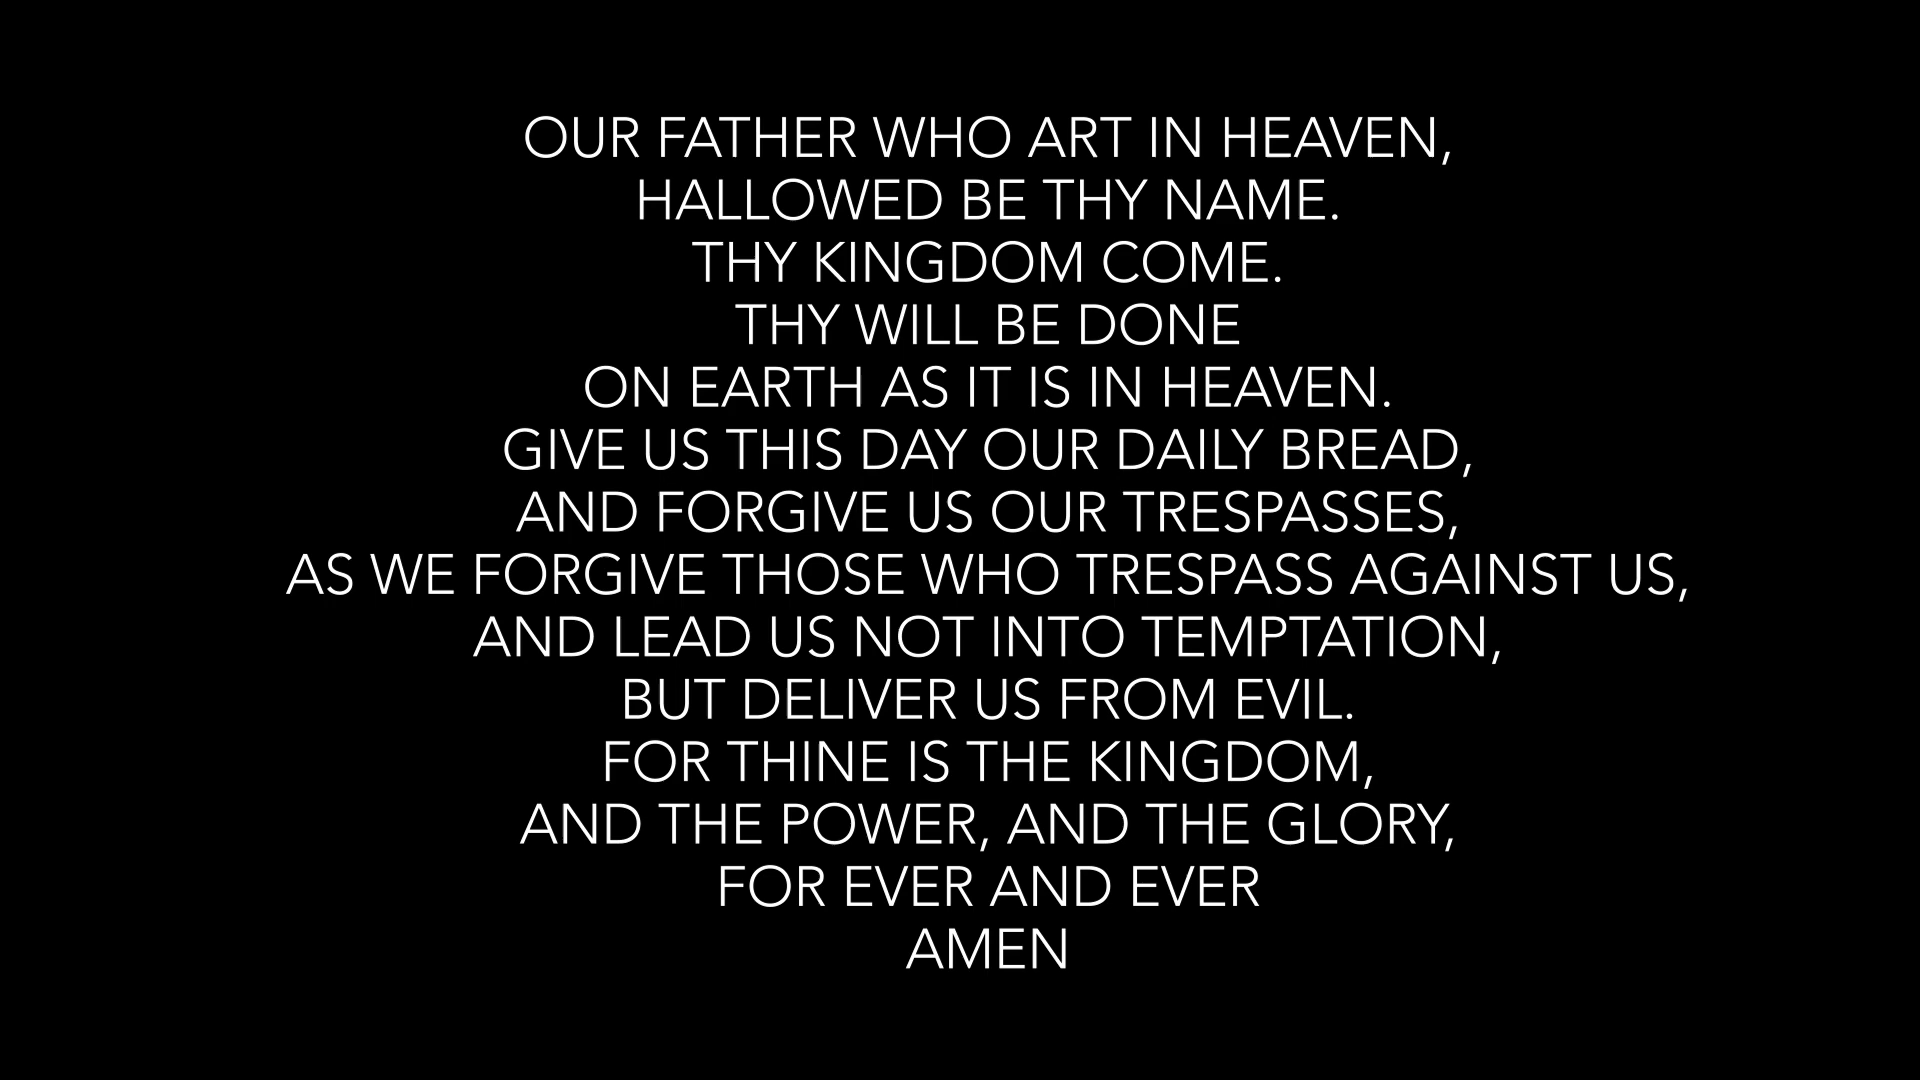 OUR FATHER WHO ART IN HEAVEN,
HALLOWED BE THY NAME.
THY KINGDOM COME.
THY WILL BE DONE
ON EARTH AS IT IS IN HEAVEN.
GIVE US THIS DAY OUR DAILY BREAD,
AND FORGIVE US OUR TRESPASSES,
AS WE FORGIVE THOSE WHO TRESPASS AGAINST US,
AND LEAD US NOT INTO TEMPTATION,
BUT DELIVER US FROM EVIL.
FOR THINE IS THE KINGDOM,
AND THE POWER, AND THE GLORY,
FOR EVER AND EVER
AMEN